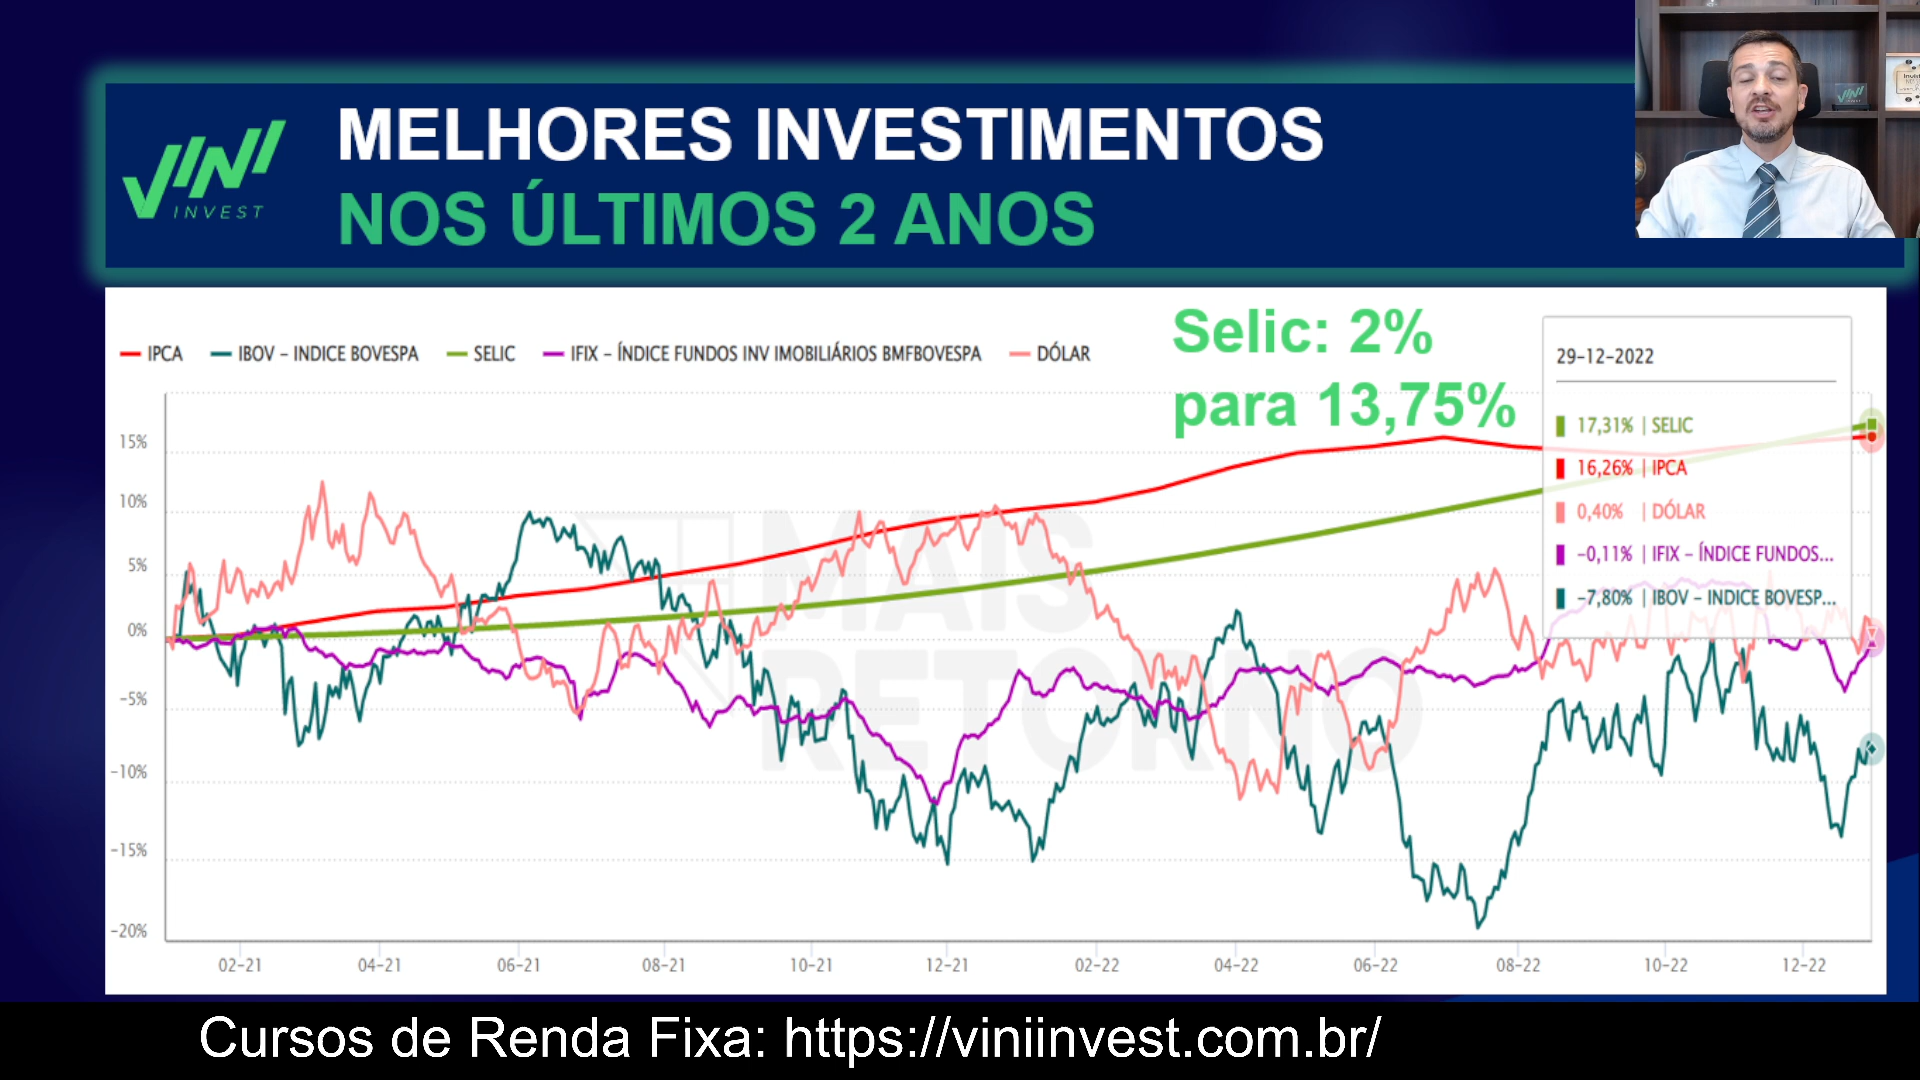 VINI
INVEST
MELHORES INVESTIMENTOS
NOS ÚLTIMOS 2 ANOS
VINI
INVEST
IPCA
IBOV – INDICE BOVESPA
SELIC
IFIX – ÍNDICE FUNDOS INV IMOBILIÁRIOS BMFBOVESPA
DÓLAR
Selic: 2%
para 13,75%
29-12-2022
17,31% | SELIC
16,26% | IPCA
0,40% | DÓLAR
-0,11% | IFIX – ÍNDICE FUNDOS...
-7,80% | IBOV – INDICE BOVESP...
15%
10%
5%
0%
-5%
-10%
-15%
-20%
MAIS
RETORNO
02-21
04-21
06-21
08-21
10-21
12-21
02-22
04-22
06-22
08-22
10-22
12-22
Cursos de Renda Fixa: https://viniinvest.com.br/